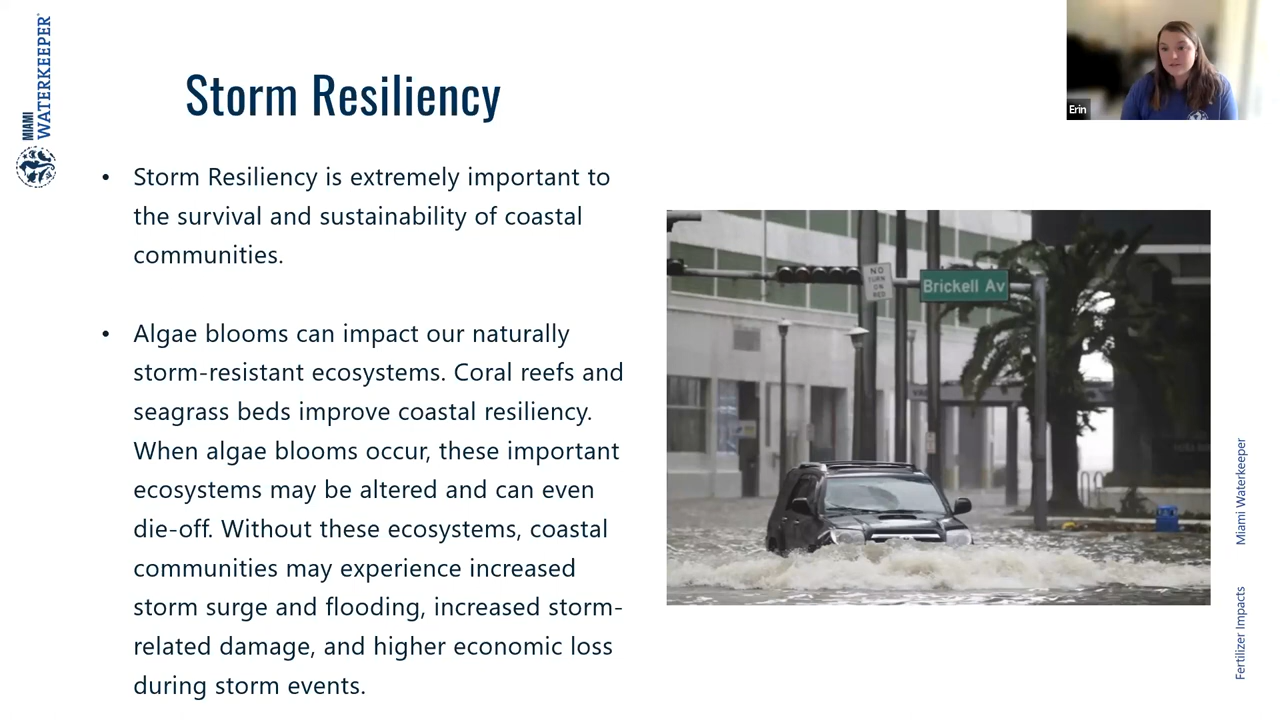 MIAMI
WATERKEEPER
Storm Resiliency
Erin
• Storm Resiliency is extremely important to
the survival and sustainability of coastal
communities.
• Algae blooms can impact our naturally
storm-resistant ecosystems. Coral reefs and
seagrass beds improve coastal resiliency.
When algae blooms occur, these important
ecosystems may be altered and can even
die-off. Without these ecosystems, coastal
communities may experience increased
storm surge and flooding, increased storm-
related damage, and higher economic loss
during storm events.
NO
TURN
ON
RED
Brickell Av
Miami Waterkeeper
Fertilizer Impacts